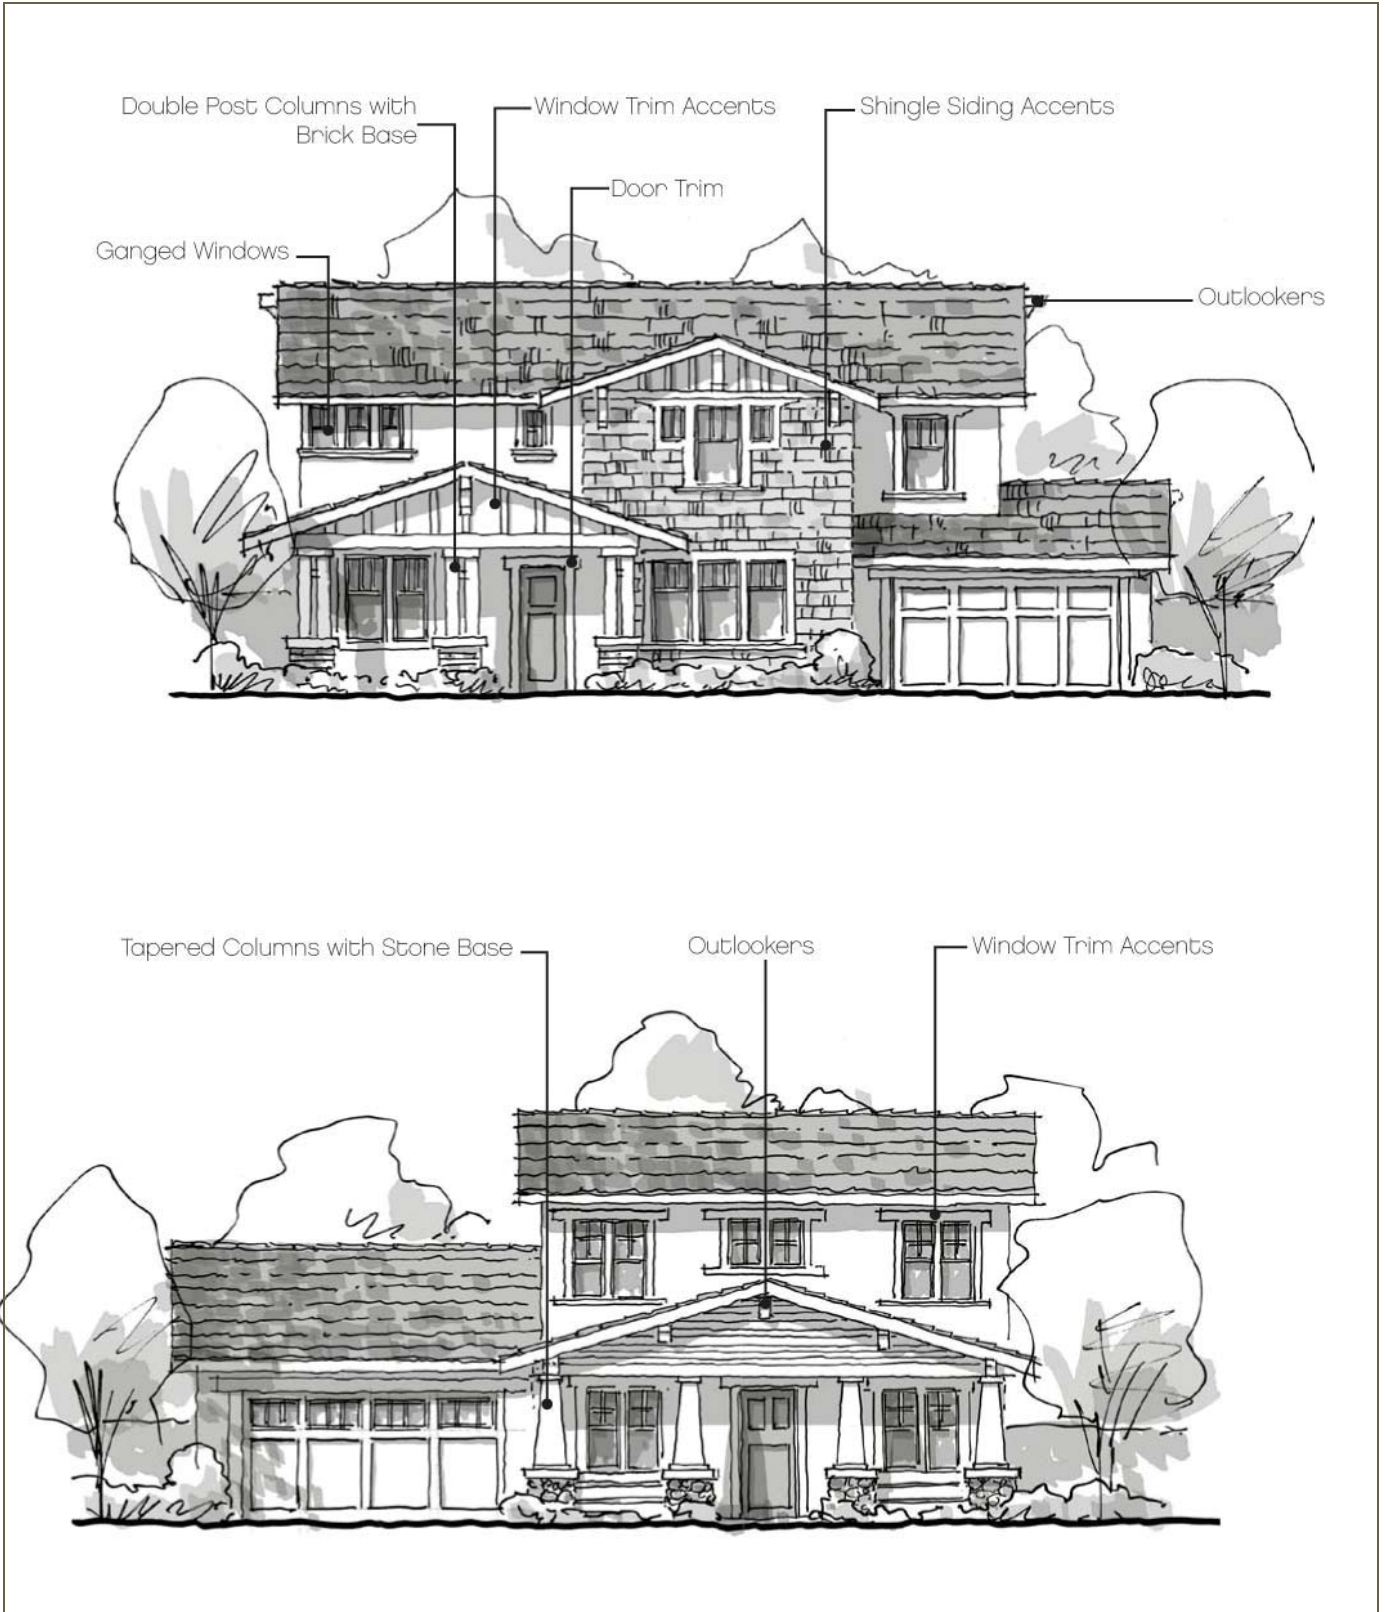 Double Post Columns with
Brick Base
Window Trim Accents
Shingle Siding Accents
Door Trim
Ganged Windows
Outlookers
Tapered Columns with Stone Base
Outlookers
Window Trim Accents